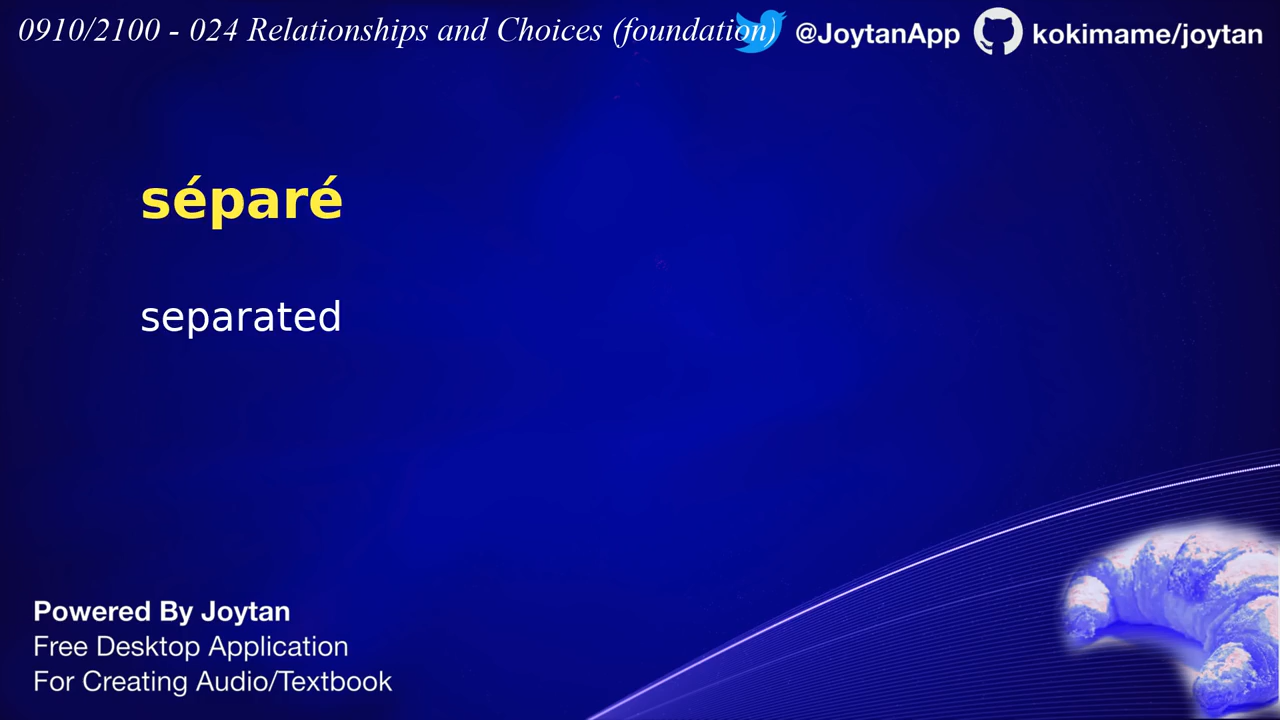 0910/2100 - 024 Relationships and Choices (foundation)
@JoytanApp
kokimame/joytan
séparé
separated
Powered By Joytan
Free Desktop Application
For Creating Audio/Textbook